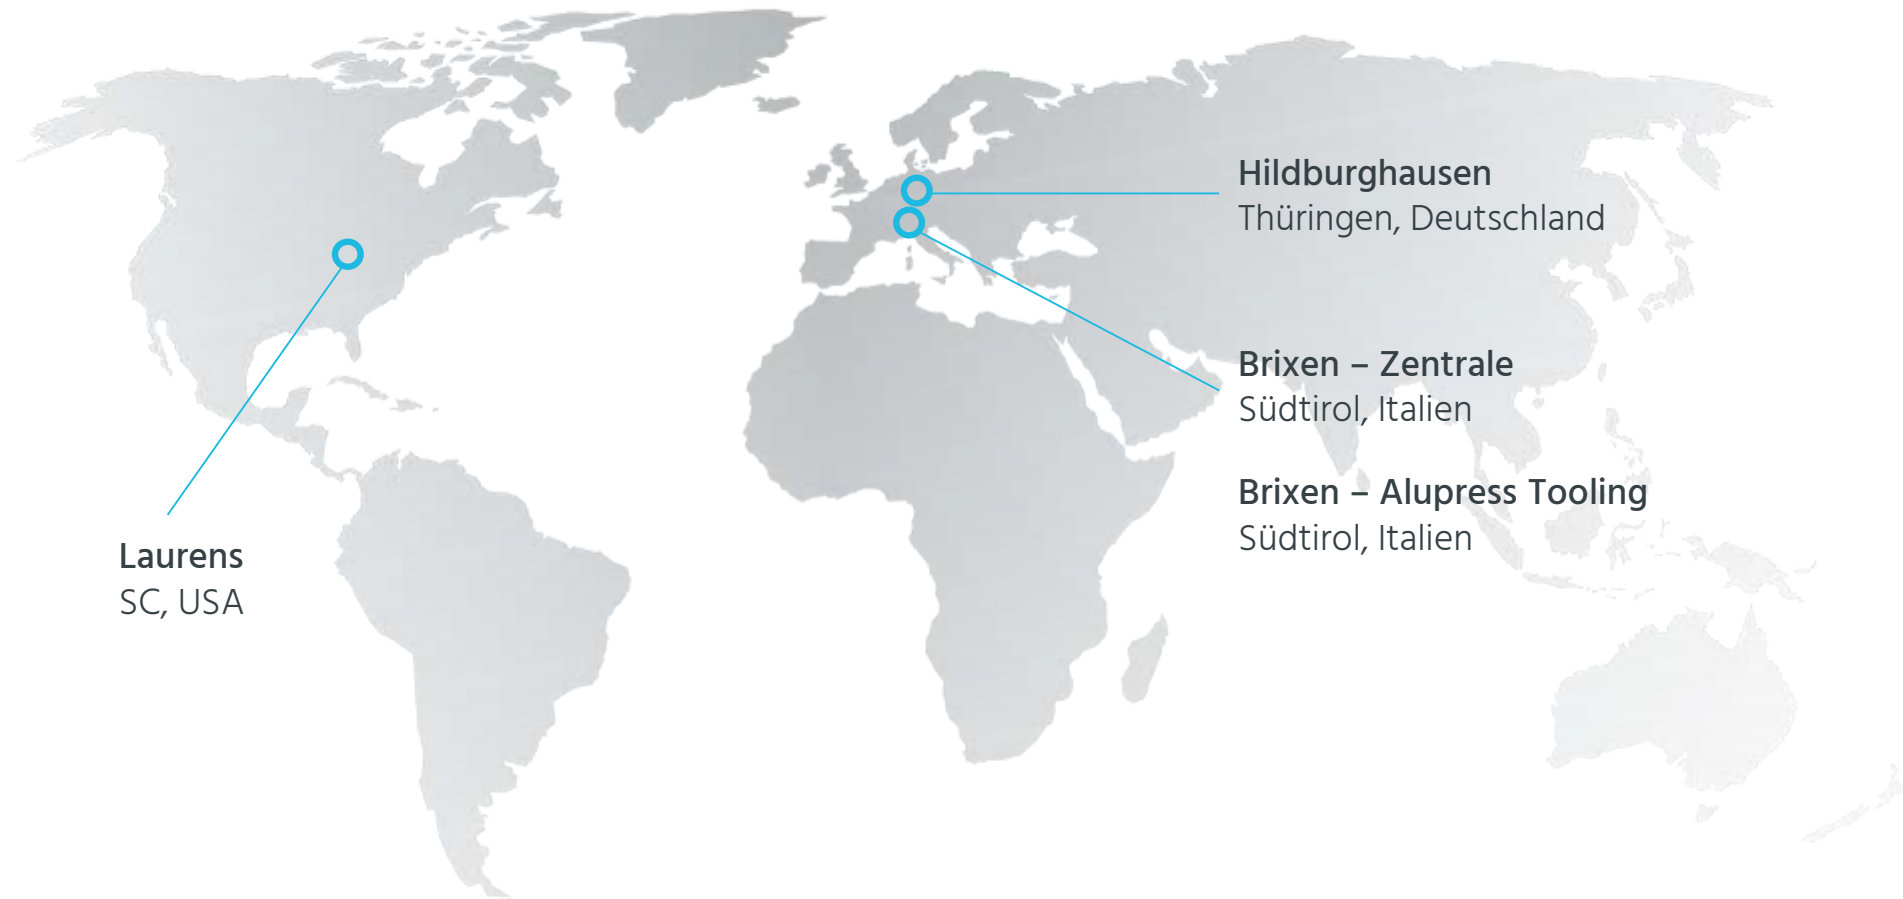 Hildburghausen
Thüringen, Deutschland
Brixen – Zentrale
Südtirol, Italien
Brixen – Alupress Tooling
Südtirol, Italien
Laurens
SC, USA